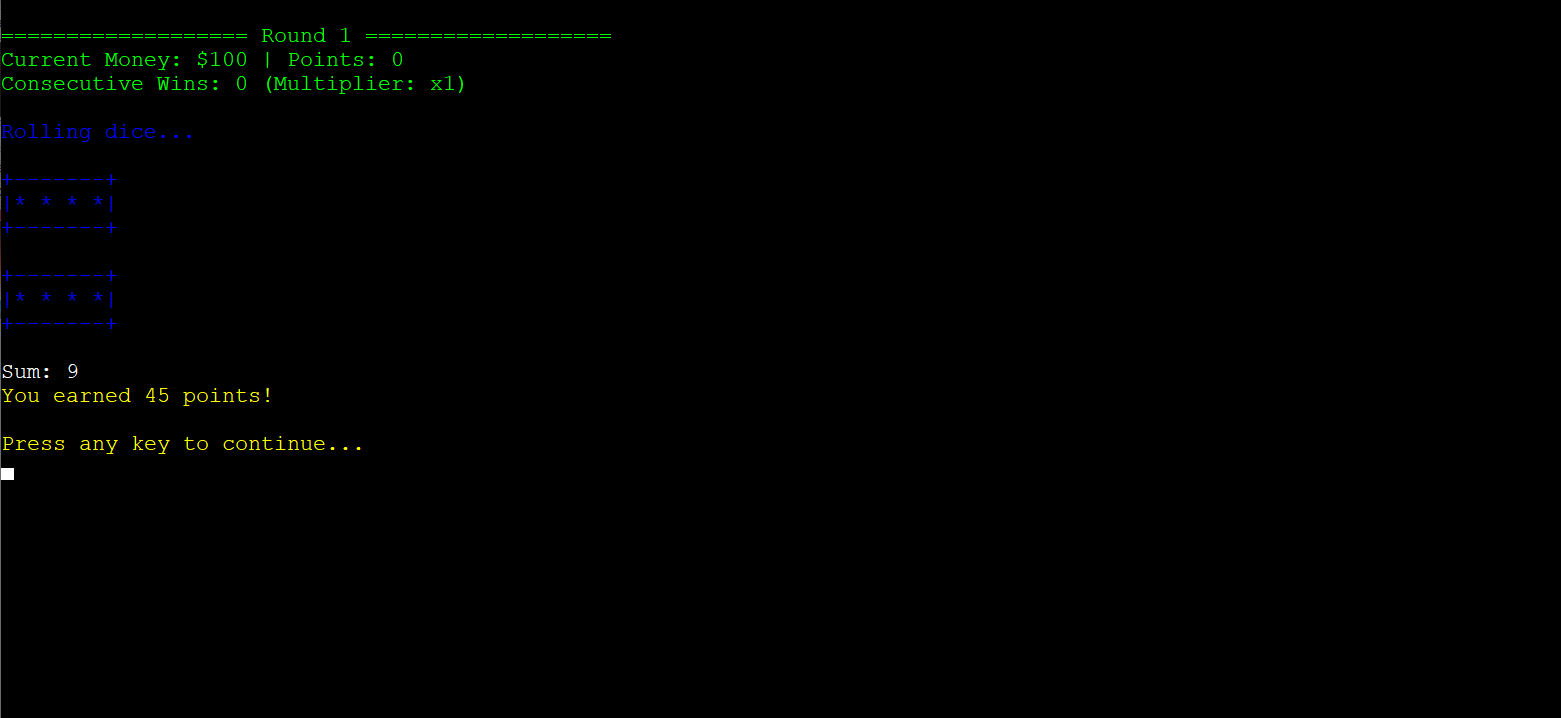 =================== Round 1 ===================
Current Money: $100 | Points: 0
Consecutive Wins: 0 (Multiplier: x1)
Rolling dice...
+-------+
|* * * *|
+-------+
+-------+
|* * * *|
+-------+
Sum: 9
You earned 45 points!
Press any key to continue...